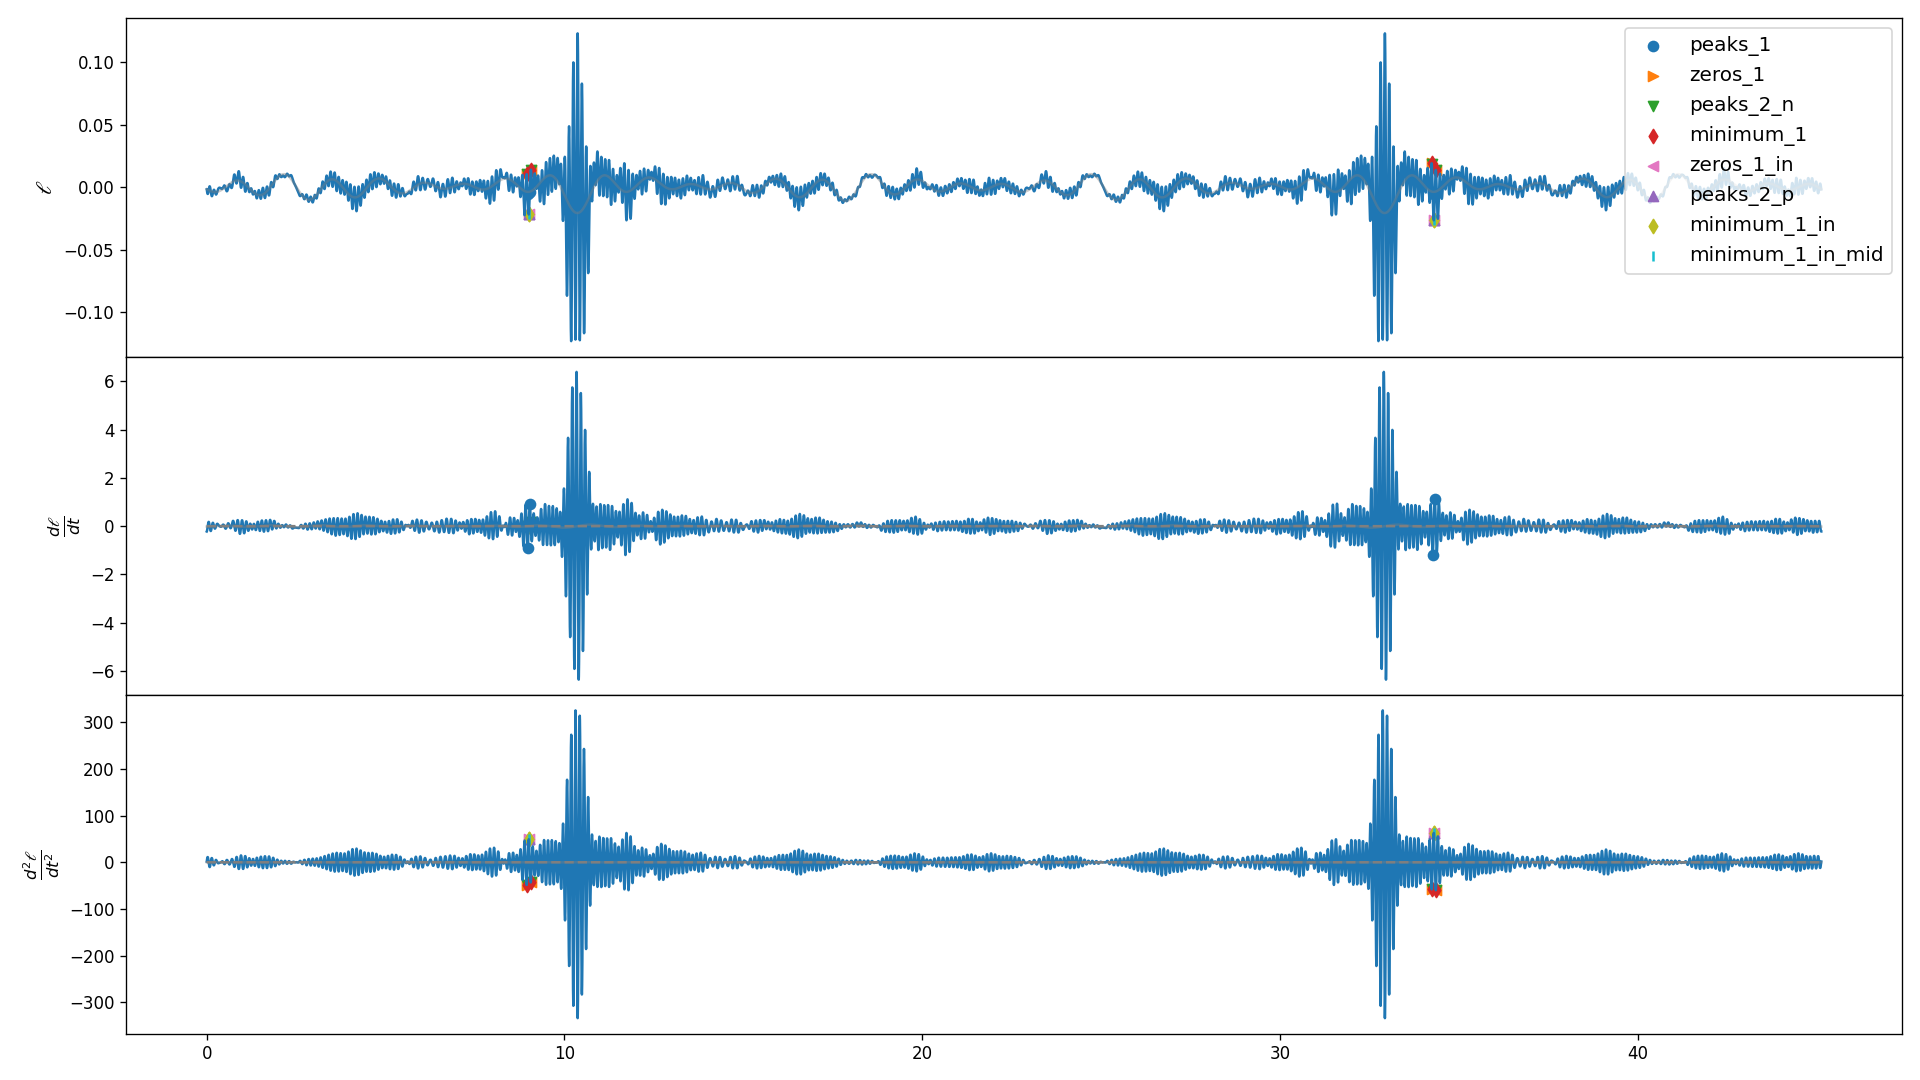 peaks_1
zeros_1
peaks_2_n
minimum_1
zeros_1_in
peaks_2_p
minimum_1_in
minimum_1_in_mid
0.10
0.05
0.00
−0.05
−0.10
ℓ
6
4
2
0
−2
−4
−6
dℓ
dt
300
200
100
0
−100
−200
−300
d²ℓ
dt²
0 10 20 30 40